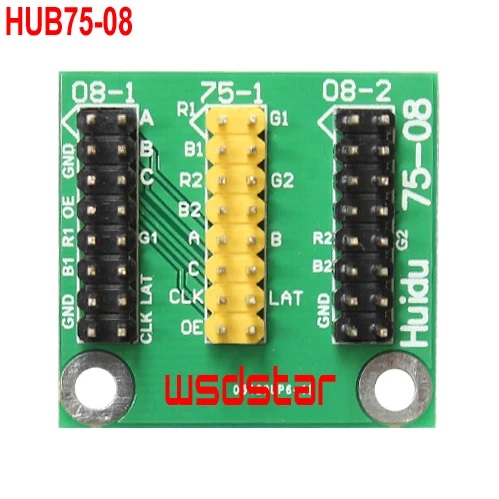 HUB75-08
08-1
75-1
08-2
A
B
C
GND
OE
R1
B1
GND
G1
LAT
CLK
R1
G1
B1
R2
G2
B2
A
B
C
CLK
LAT
OE
R2
B2
GND
G2
75-08
Huidu
wsdstar